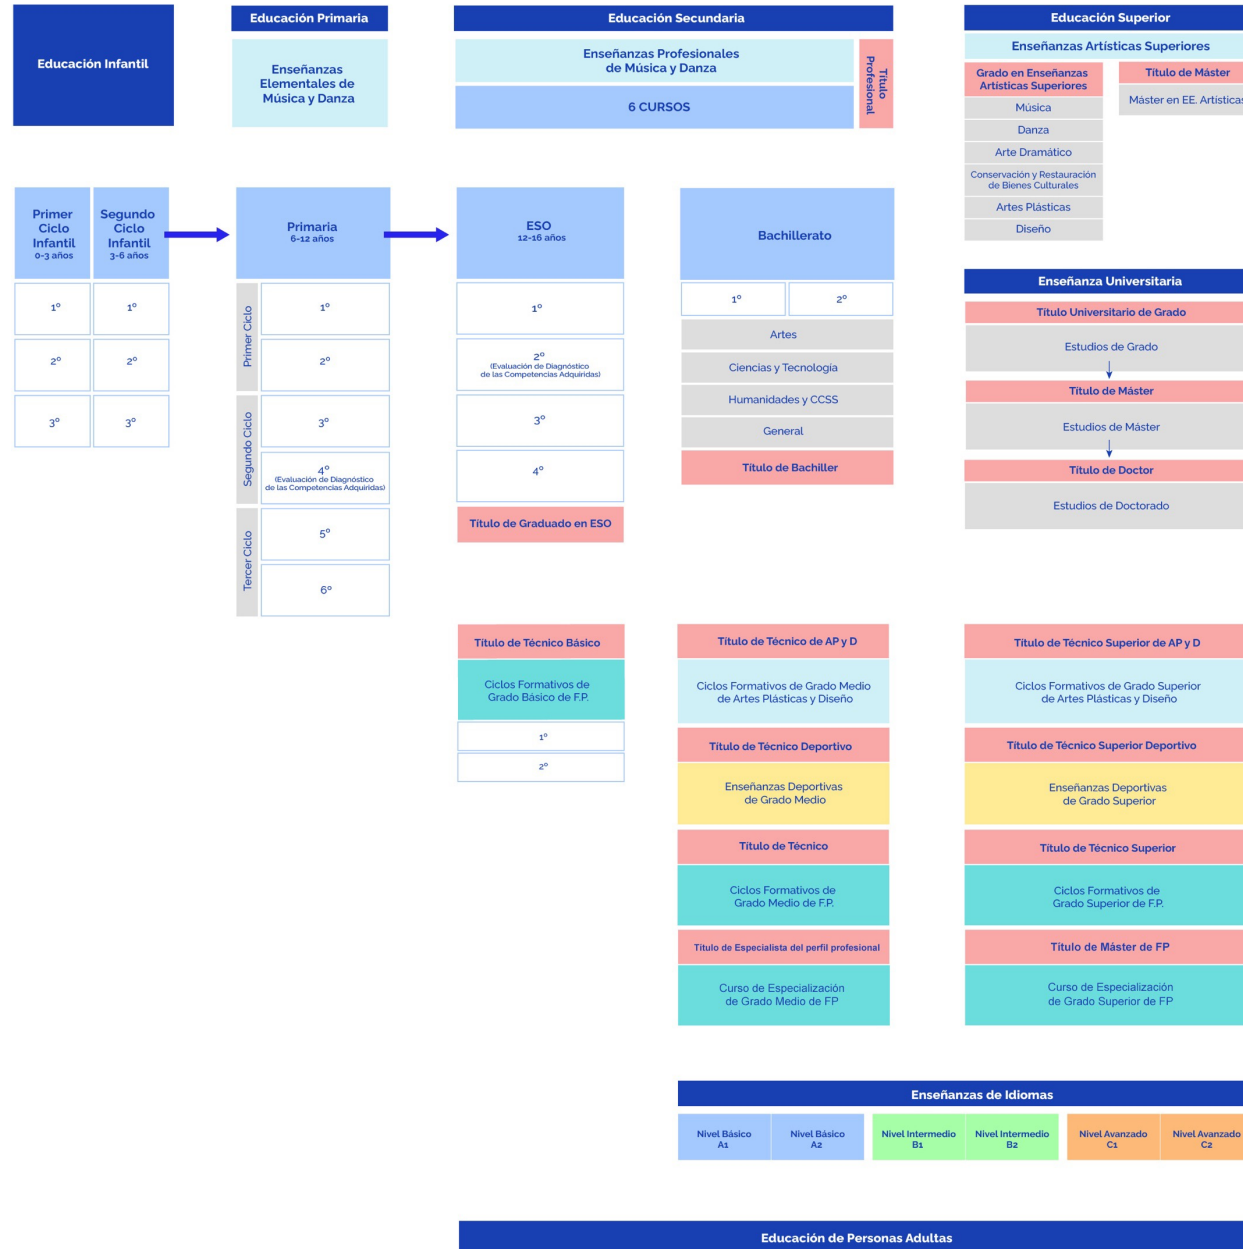 Educación Infantil
Educación Primaria
Enseñanzas
Elementales de
Música y Danza
Educación Secundaria
Enseñanzas Profesionales
de Música y Danza
6 CURSOS
Título
Profesional
Educación Superior
Enseñanzas Artísticas Superiores
Grado en Enseñanzas
Artísticas Superiores
Música
Danza
Arte Dramático
Conservación y Restauración
de Bienes Culturales
Artes Plásticas
Diseño
Título de Máster
Máster en EE. Artísticas
Primer
Ciclo
Infantil
0-3 años
1º
2º
3º
Segundo
Ciclo
Infantil
3-6 años
1º
2º
3º
Primaria
6-12 años
Primer Ciclo
1º
2º
Segundo Ciclo
3º
4º
(Evaluación de Diagnóstico
de las Competencias Adquiridas)
Tercer Ciclo
5º
6º
ESO
12-16 años
1º
2º
(Evaluación de Diagnóstico
de las Competencias Adquiridas)
3º
4º
Título de Graduado en ESO
Bachillerato
1º
2º
Artes
Ciencias y Tecnología
Humanidades y CCSS
General
Título de Bachiller
Enseñanza Universitaria
Título Universitario de Grado
Estudios de Grado
Título de Máster
Estudios de Máster
Título de Doctor
Estudios de Doctorado
Título de Técnico Básico
Ciclos Formativos de
Grado Básico de F.P.
1º
2º
Título de Técnico de AP y D
Ciclos Formativos de Grado Medio
de Artes Plásticas y Diseño
Título de Técnico Deportivo
Enseñanzas Deportivas
de Grado Medio
Título de Técnico
Ciclos Formativos de
Grado Medio de F.P.
Título de Especialista del perfil profesional
Curso de Especialización
de Grado Medio de FP
Título de Técnico Superior de AP y D
Ciclos Formativos de Grado Superior
de Artes Plásticas y Diseño
Título de Técnico Superior Deportivo
Enseñanzas Deportivas
de Grado Superior
Título de Técnico Superior
Ciclos Formativos de
Grado Superior de F.P.
Título de Máster de FP
Curso de Especialización
de Grado Superior de FP
Enseñanzas de Idiomas
Nivel Básico
A1
Nivel Básico
A2
Nivel Intermedio
B1
Nivel Intermedio
B2
Nivel Avanzado
C1
Nivel Avanzado
C2
Educación de Personas Adultas